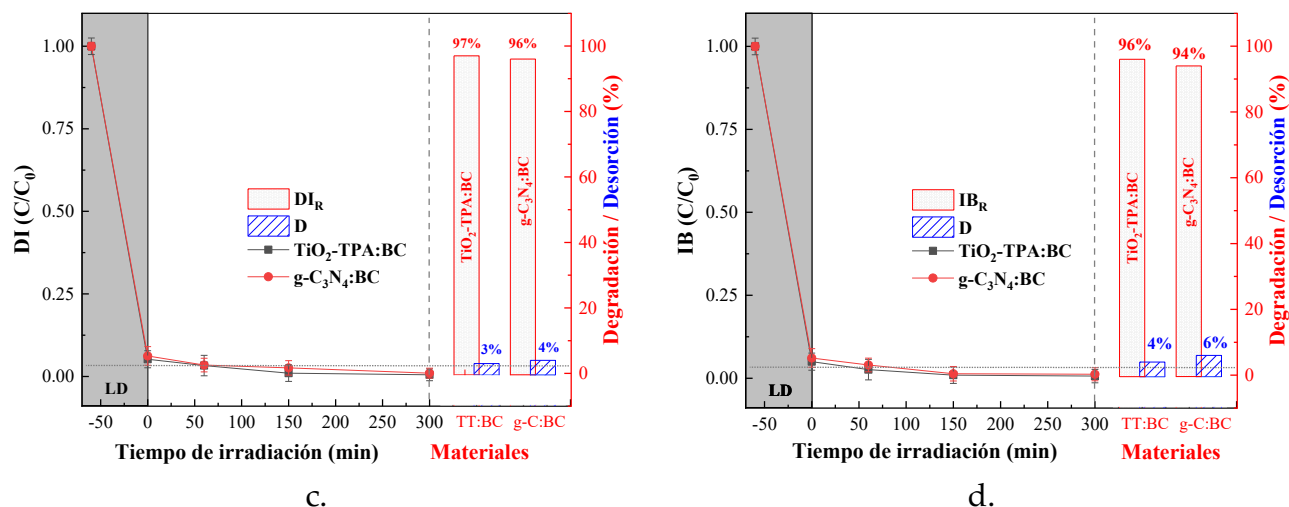 DI (C/C₀)
1.00
0.75
0.50
0.25
0.00
LD
DI_R
D
TiO₂-TPA:BC
g-C₃N₄:BC
97%
96%
TiO₂-TPA:BC
g-C₃N₄:BC
3%
4%
100
80
60
40
20
0
Degradación / Desorción (%)
-50 0 50 100 150 200 250 300 TT:BC g-C:BC
Tiempo de irradiación (min) Materiales
c.
IB (C/C₀)
1.00
0.75
0.50
0.25
0.00
LD
IB_R
D
TiO₂-TPA:BC
g-C₃N₄:BC
96%
94%
TiO₂-TPA:BC
g-C₃N₄:BC
4%
6%
100
80
60
40
20
0
Degradación / Desorción (%)
-50 0 50 100 150 200 250 300 TT:BC g-C:BC
Tiempo de irradiación (min) Materiales
d.